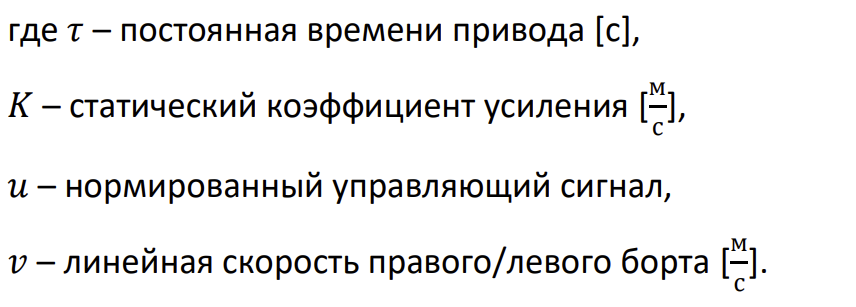 где τ – постоянная времени привода [с],
K – статический коэффициент усиления [м/с],
u – нормированный управляющий сигнал,
v – линейная скорость правого/левого борта [м/с].